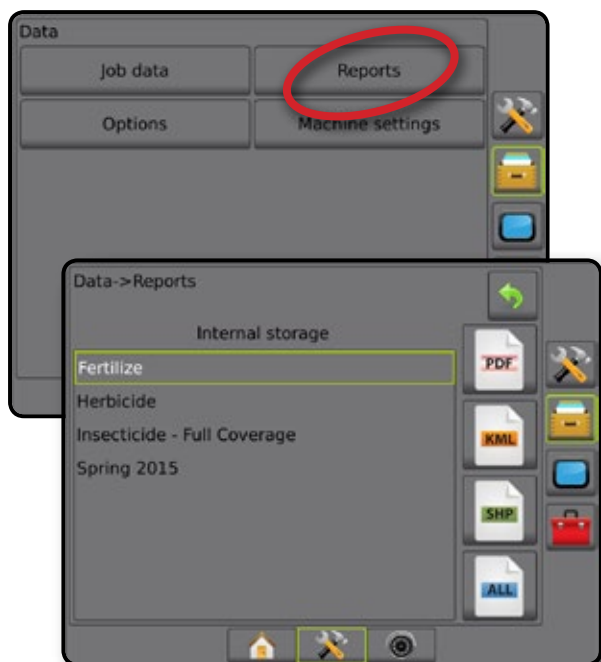 Data
Job data
Reports
Options
Machine settings
Data->Reports
Internal storage
Fertilize
Herbicide
Insecticide - Full Coverage
Spring 2015
PDF
KML
SHP
ALL